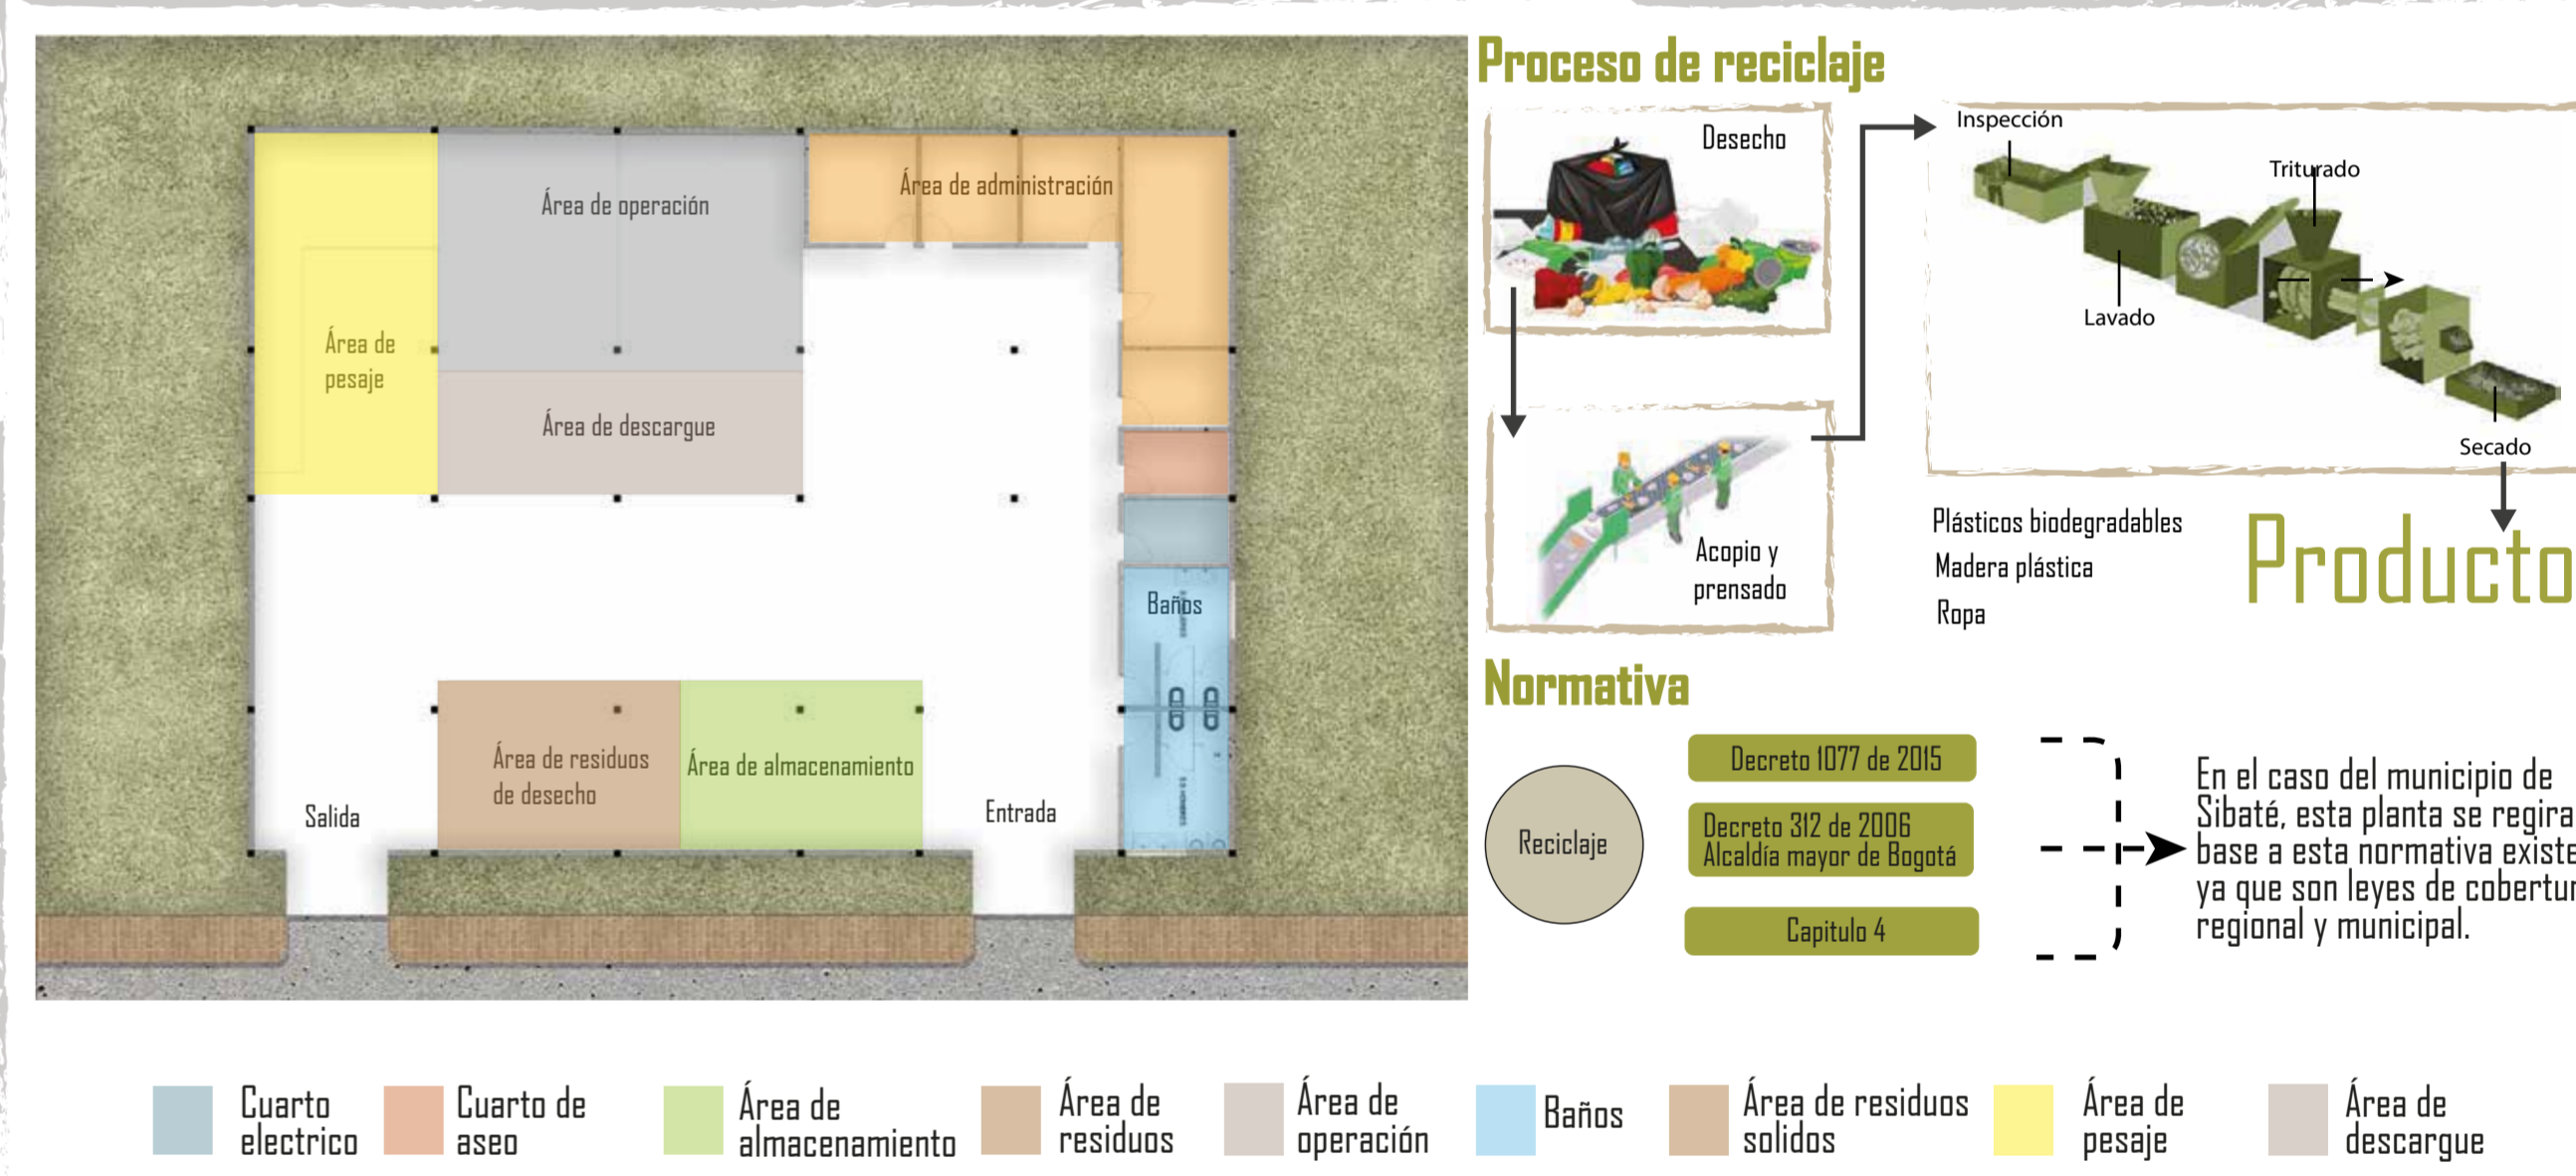 Área de operación
Área de administración
Área de
pesaje
Área de descargue
Baños
Área de residuos
de desecho
Área de almacenamiento
Salida
Entrada
Proceso de reciclaje
Desecho
Inspección
Triturado
Lavado
Secado
Acopio y
prensado
Plásticos biodegradables
Madera plástica
Ropa
Producto
Normativa
Reciclaje
Decreto 1077 de 2015
Decreto 312 de 2006
Alcaldía mayor de Bogotá
Capitulo 4
En el caso del municipio de
Sibaté, esta planta se regira
base a esta normativa existe
ya que son leyes de cobertur
regional y municipal.
Cuarto
electrico
Cuarto de
aseo
Área de
almacenamiento
Área de
residuos
Área de
operación
Baños
Área de residuos
solidos
Área de
pesaje
Área de
descargue